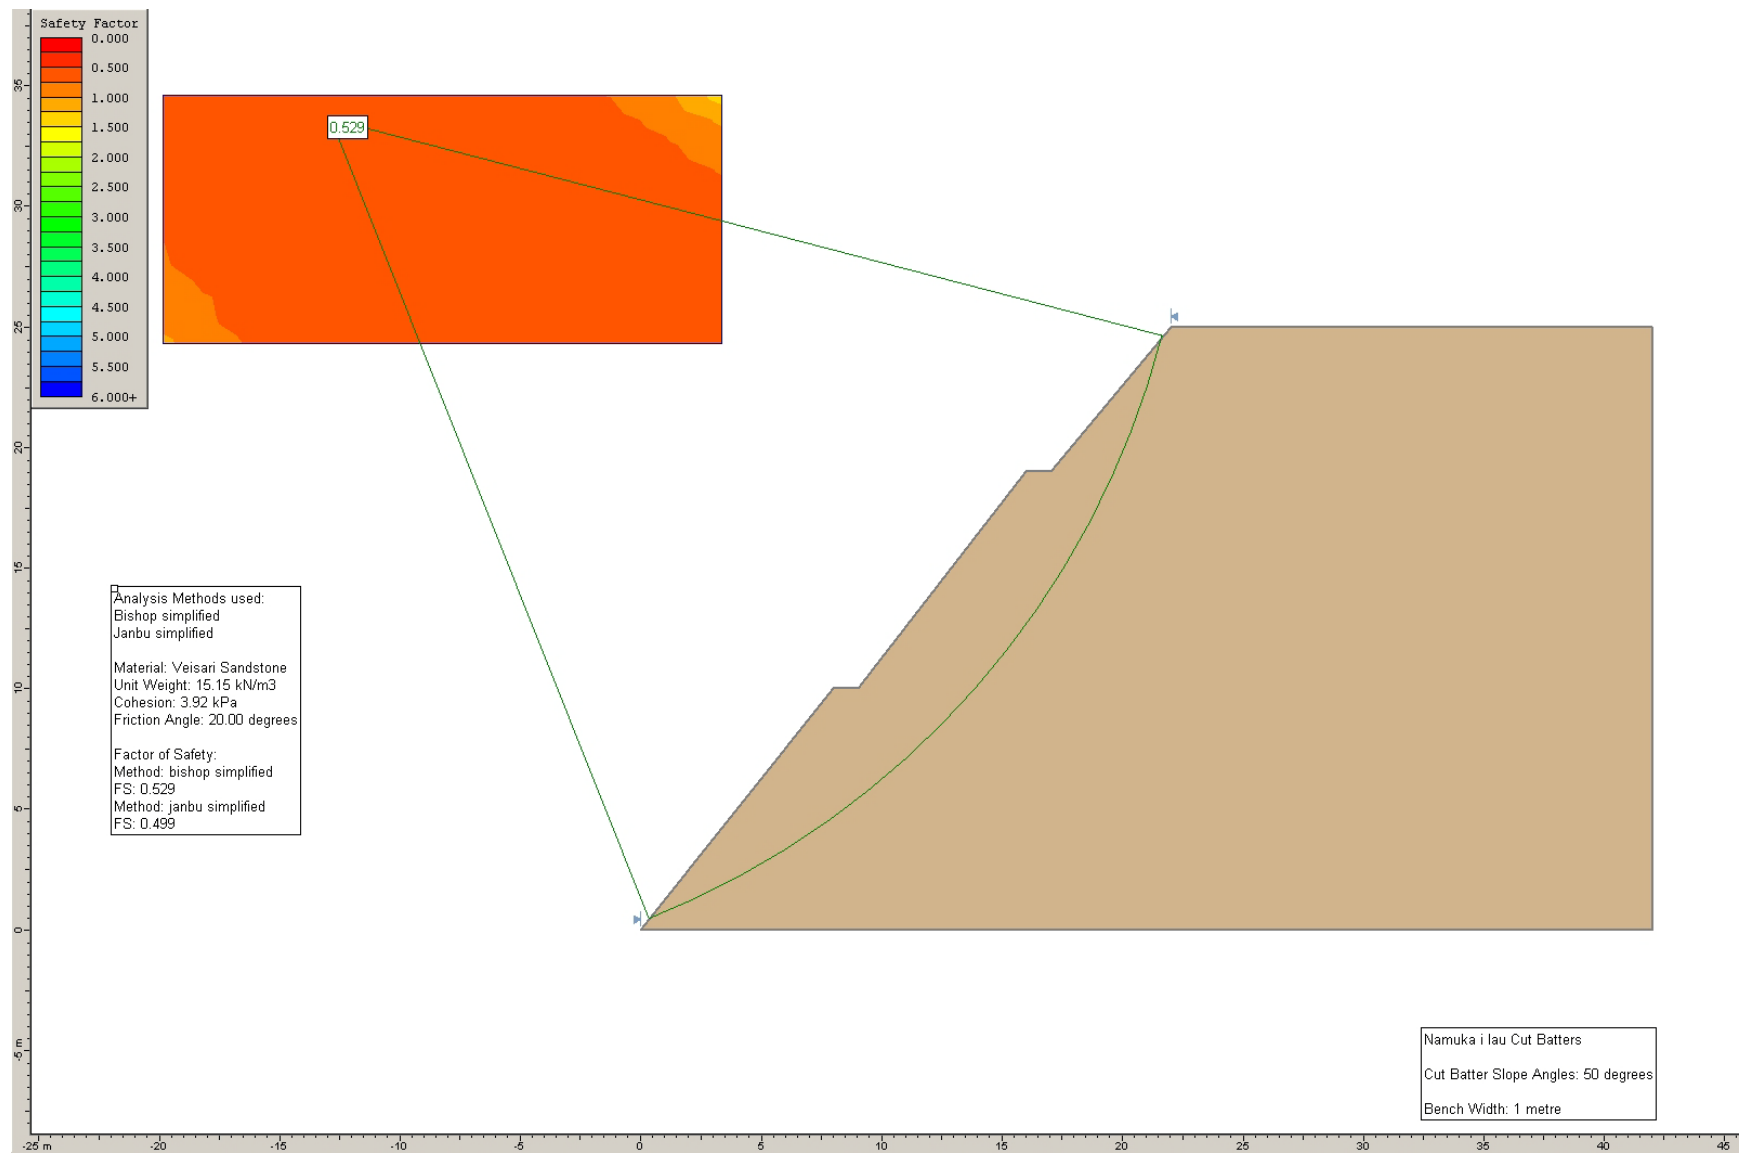 Safety Factor
0.000
0.500
1.000
1.500
2.000
2.500
3.000
3.500
4.000
4.500
5.000
5.500
6.000+
0.529
35
30
25
20
15
10
5
0
-5 m
Analysis Methods used:
Bishop simplified
Janbu simplified
Material: Veisari Sandstone
Unit Weight: 15.15 kN/m3
Cohesion: 3.92 kPa
Friction Angle: 20.00 degrees
Factor of Safety:
Method: bishop simplified
FS: 0.529
Method: janbu simplified
FS: 0.499
Namuka i lau Cut Batters
Cut Batter Slope Angles: 50 degrees
Bench Width: 1 metre
-25 m -20 -15 -10 -5 0 5 10 15 20 25 30 35 40 45